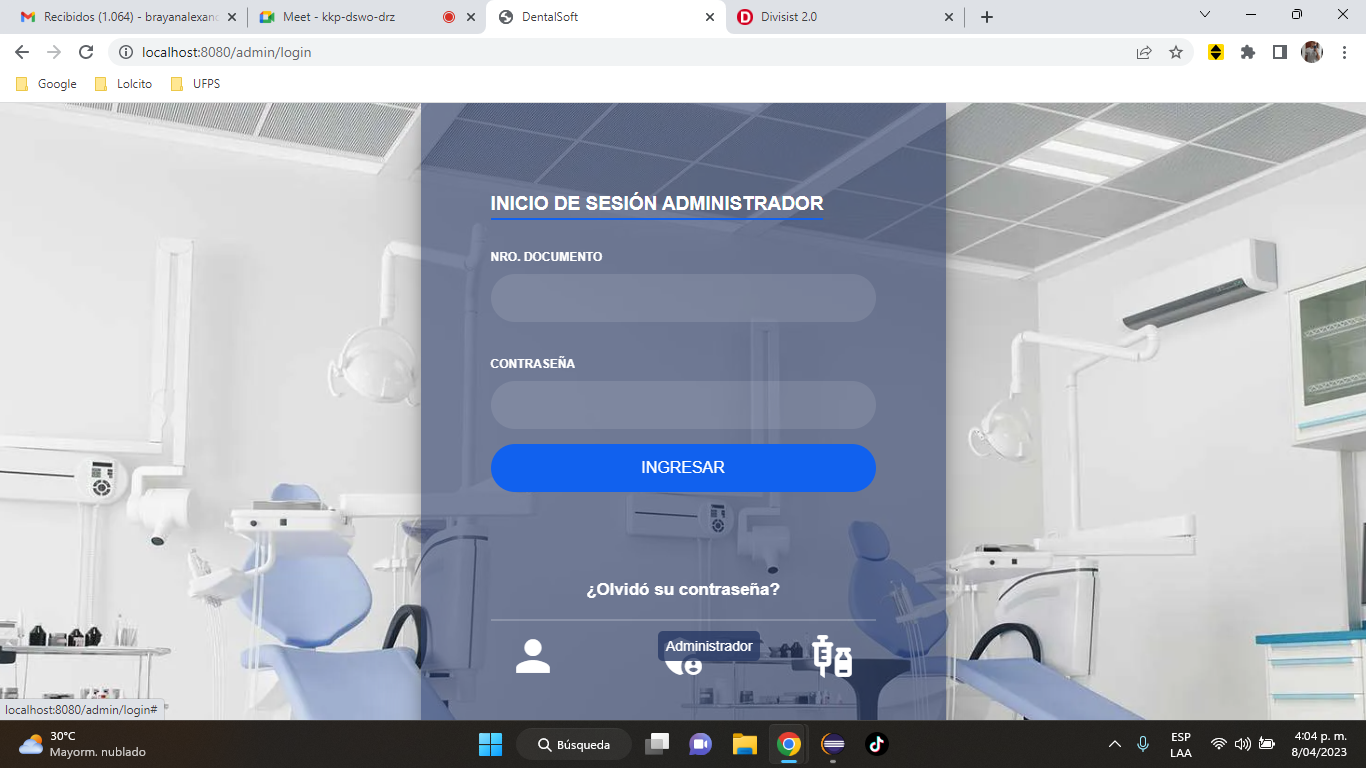 Recibidos (1.064) - brayanalexan
Meet - kkp-dswo-drz
DentalSoft
Divisist 2.0
localhost:8080/admin/login
Google
Lolcito
UFPS
INICIO DE SESIÓN ADMINISTRADOR
NRO. DOCUMENTO
CONTRASEÑA
INGRESAR
¿Olvidó su contraseña?
Administrador
localhost:8080/admin/login#
30°C
Mayorm. nublado
Búsqueda
ESP
LAA
4:04 p. m.
8/04/2023